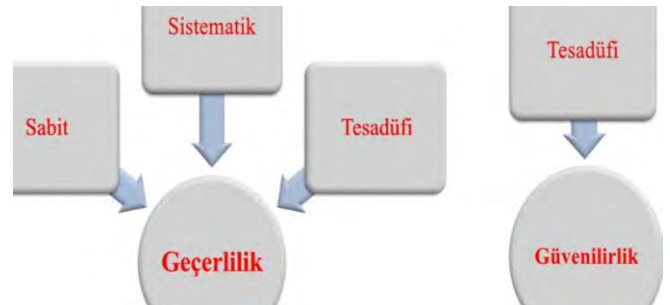 Sistematik
Sabit
Tesadüfi
Geçerlilik
Tesadüfi
Güvenilirlik